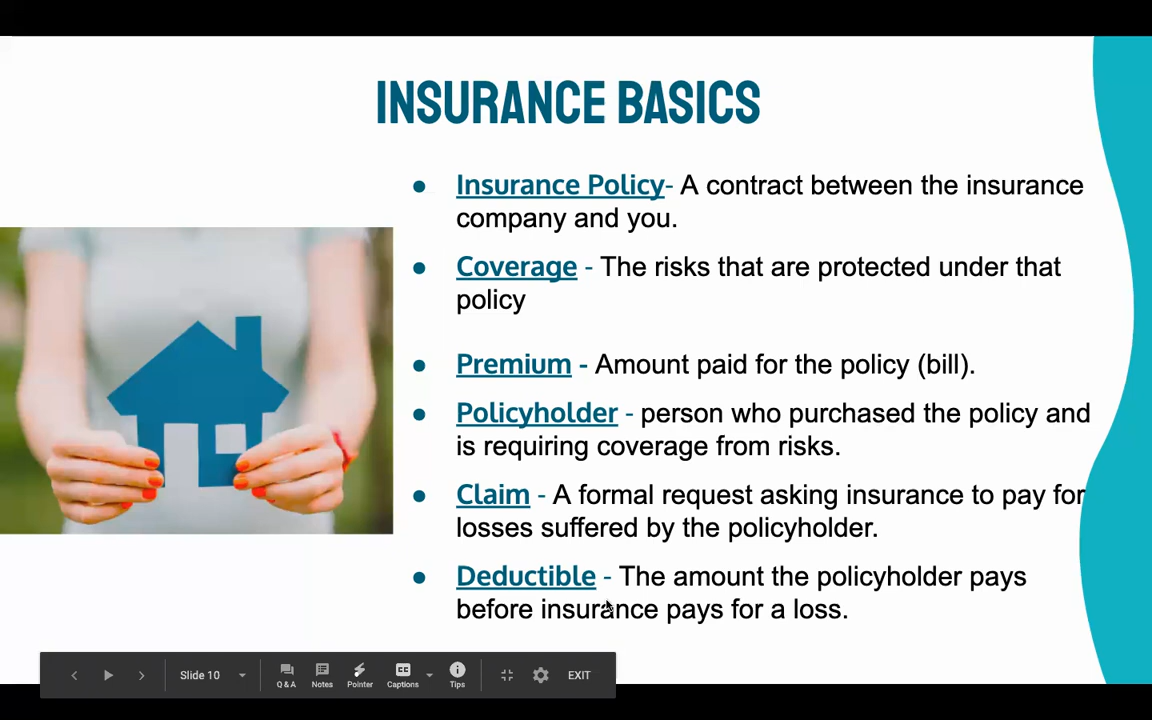 INSURANCE BASICS
● Insurance Policy- A contract between the insurance
company and you.
● Coverage - The risks that are protected under that
policy
● Premium - Amount paid for the policy (bill).
● Policyholder - person who purchased the policy and
is requiring coverage from risks.
● Claim - A formal request asking insurance to pay for
losses suffered by the policyholder.
● Deductible - The amount the policyholder pays
before insurance pays for a loss.
Slide 10 Q & A Notes Pointer Captions Tips EXIT